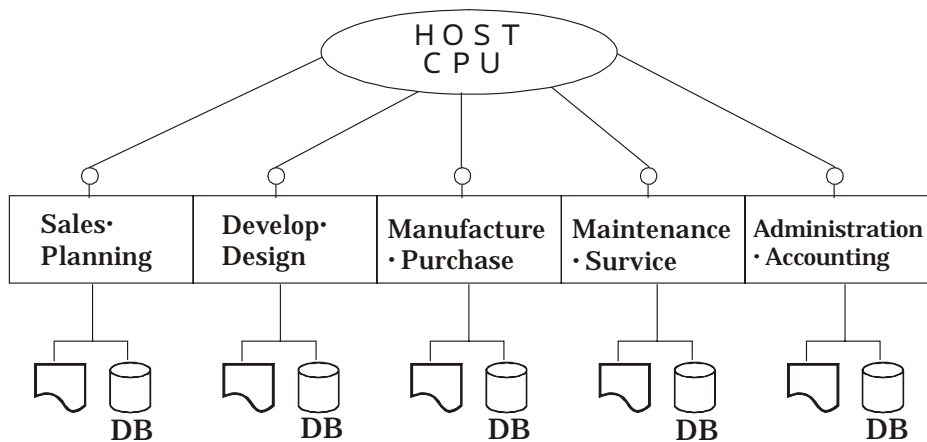 HOST
CPU
Sales·
Planning
Develop·
Design
Manufacture
· Purchase
Maintenance
· Survice
Administration
· Accounting
DB
DB
DB
DB
DB